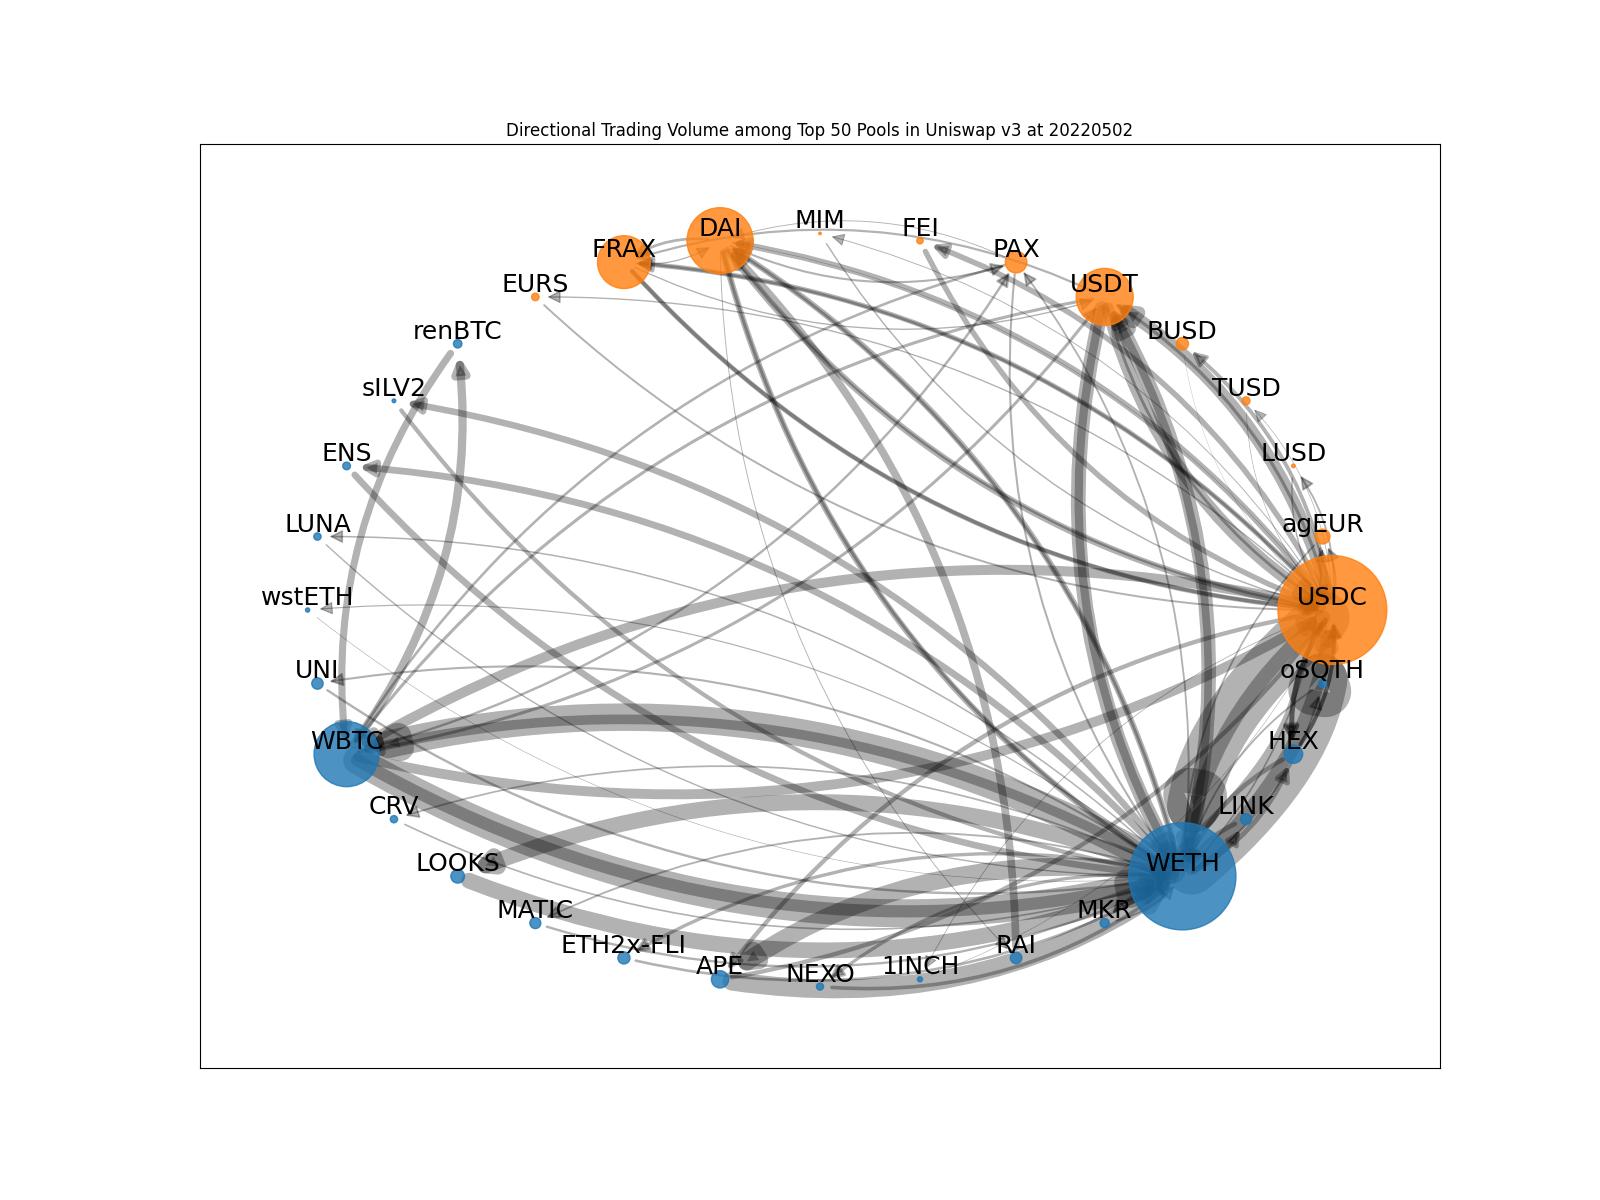 Directional Trading Volume among Top 50 Pools in Uniswap v3 at 20220502
MIM
DAI
FEI
FRAX
PAX
EURS
USDT
renBTC
BUSD
sILV2
TUSD
ENS
LUSD
LUNA
agEUR
wstETH
USDC
UNI
oSQTH
WBTC
HEX
CRV
LINK
LOOKS
WETH
MATIC
MKR
ETH2x-FLI
RAI
APE
1INCH
NEXO